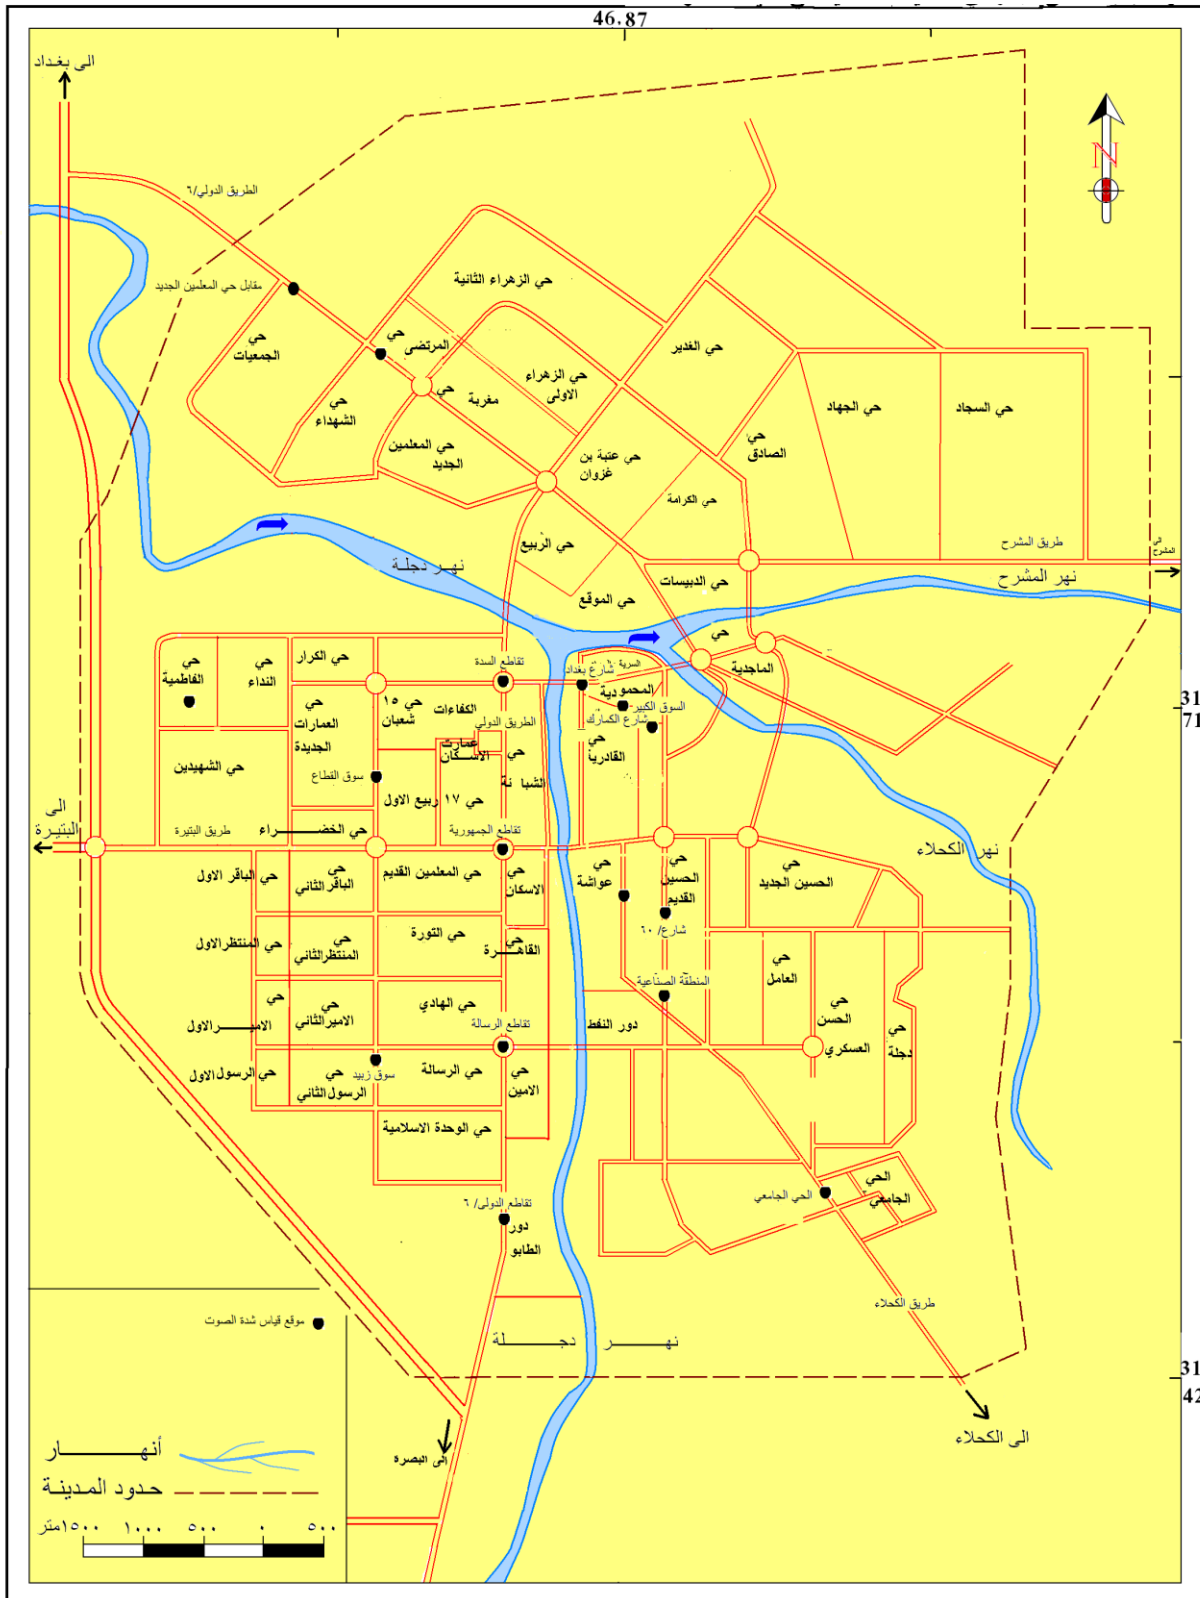 46.87
الى بغداد
الطريق الدولي/٦
مقابل حي المعلمين الجديد
حي الزهراء الثانية
حي
المرتضى
حي
الجمعيات
حي الغدير
حي الزهراء
الاولى
حي
مغربة
حي
الشهداء
حي الجهاد
حي السجاد
حي
الصادق
حي المعلمين
الجديد
حي عتبة بن
غزوان
حي الكرامة
حي الربيع
طريق المشرح
الى
المشرح
نهر دجلة
حي الدبيسات
نهر المشرح
حي الموقع
حي
الماجدية
حي
الفاطمية
حي
النداء
حي الكرار
تقاطع السدة
السرية
شارع بغداد
المحمودية
السوق الكبير
شارع الكمارك
31
71
حي
العمارات
الجديدة
حي ١٥
شعبان
الكفاءات
الطريق الدولي
عمارت
الاسكان
حي
القادرية
حي
الشبانة
حي الشهيدين
سوق القطاع
حي ١٧ ربيع الاول
الى
البتيرة
طريق البتيرة
حي الخضراء
تقاطع الجمهورية
نهر الكحلاء
حي الباقر الاول
حي
الباقر الثاني
حي المعلمين القديم
حي
الاسكان
حي
عواشة
حي
الحسين
القديم
حي
الحسين الجديد
شارع/ ٦٠
حي المنتظر الاول
حي
المنتظر الثاني
حي التورة
حي
القاهرة
المنطقة الصناعية
حي
العامل
حي
الامير الاول
حي
الامير الثاني
حي الهادي
تقاطع الرسالة
دور النفط
حي
الحسن
العسكري
حي
دجلة
حي الرسول الاول
حي
الرسول الثاني
سوق زبيد
حي الرسالة
حي
الامين
حي الوحدة الاسلامية
الحي
الجامعي
الحي الجامعي
تقاطع الدولى/ ٦
دور
الطابو
طريق الكحلاء
موقع قياس شدة الصوت
نهر دجلة
31
42
الى الكحلاء
الى البصرة
أنهار
حدود المدينة
١٥٠٠متر ١٠٠٠ ٥٠٠ ٠ ٥٠٠
N